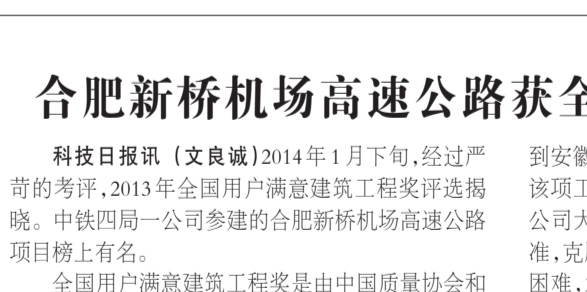 合肥新桥机场高速公路获全
科技日报讯（文良诚）2014年1月下旬，经过严
苛的考评，2013年全国用户满意建筑工程奖评选揭
晓。中铁四局一公司参建的合肥新桥机场高速公路
项目榜上有名。
全国用户满意建筑工程奖是由中国质量协会和
到安徽
该项工
公司大
准，克服
困难，